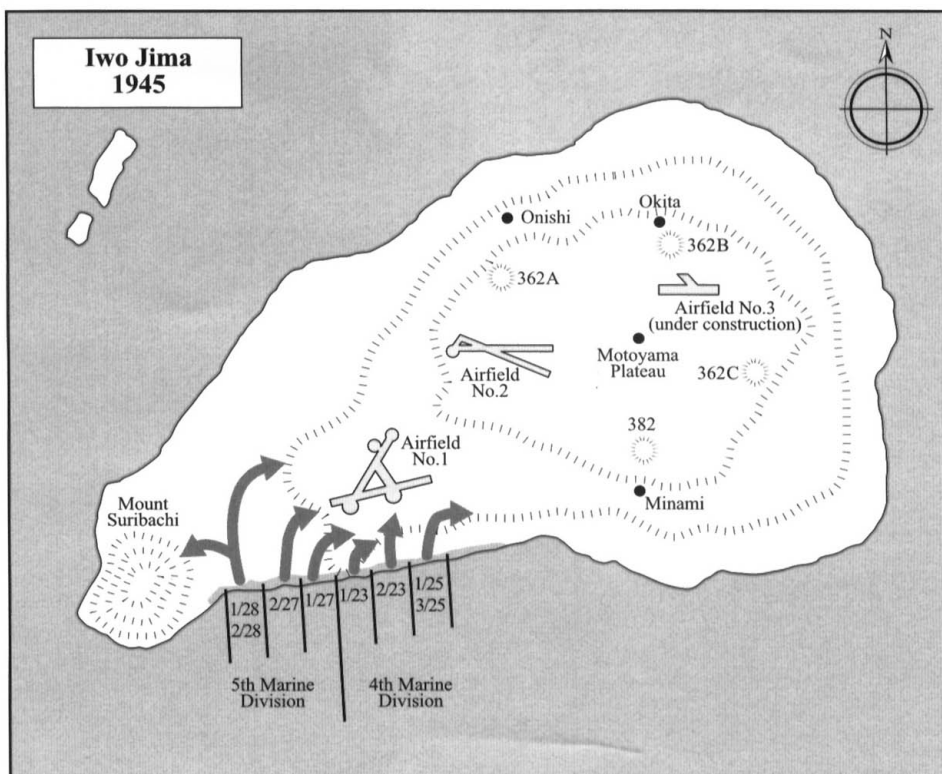 Iwo Jima
1945
N
Onishi
Okita
362B
362A
Airfield No.3
(under construction)
Motoyama
Plateau
362C
Airfield
No.2
382
Airfield
No.1
Minami
Mount
Suribachi
1/28
2/28
2/27
1/27
1/23
2/23
1/25
3/25
5th Marine
Division
4th Marine
Division